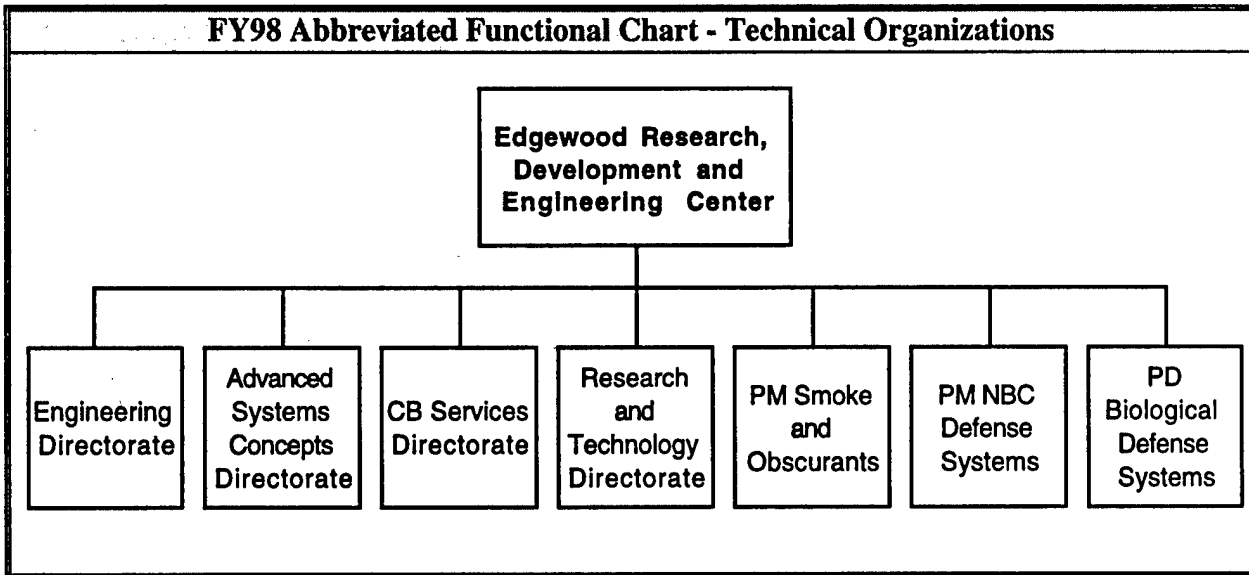 FY98 Abbreviated Functional Chart - Technical Organizations
Edgewood Research,
Development and
Engineering Center
Engineering
Directorate
Advanced
Systems
Concepts
Directorate
CB Services
Directorate
Research
and
Technology
Directorate
PM Smoke
and
Obscurants
PM NBC
Defense
Systems
PD
Biological
Defense
Systems